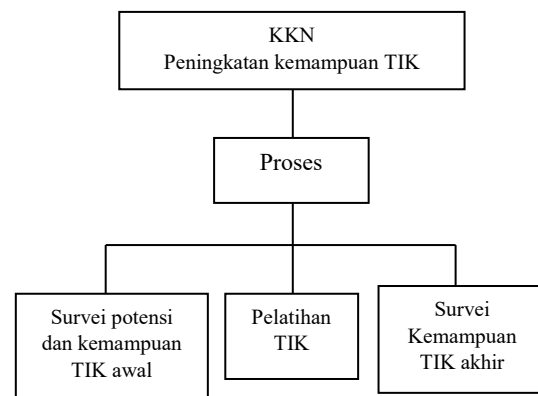 KKN
Peningkatan kemampuan TIK
Proses
Survei potensi
dan kemampuan
TIK awal
Pelatihan
TIK
Survei
Kemampuan
TIK akhir